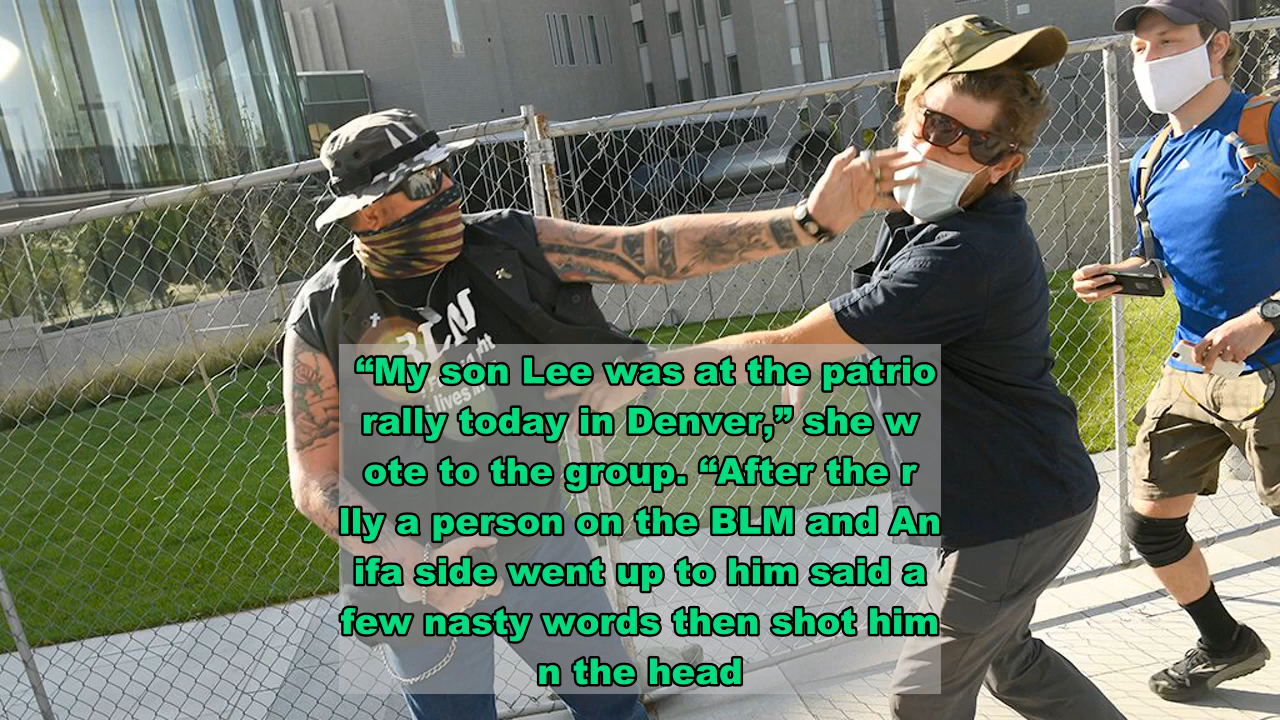 “My son Lee was at the patrio
rally today in Denver,” she w
ote to the group. “After the r
lly a person on the BLM and An
ifa side went up to him said a
few nasty words then shot him
n the head